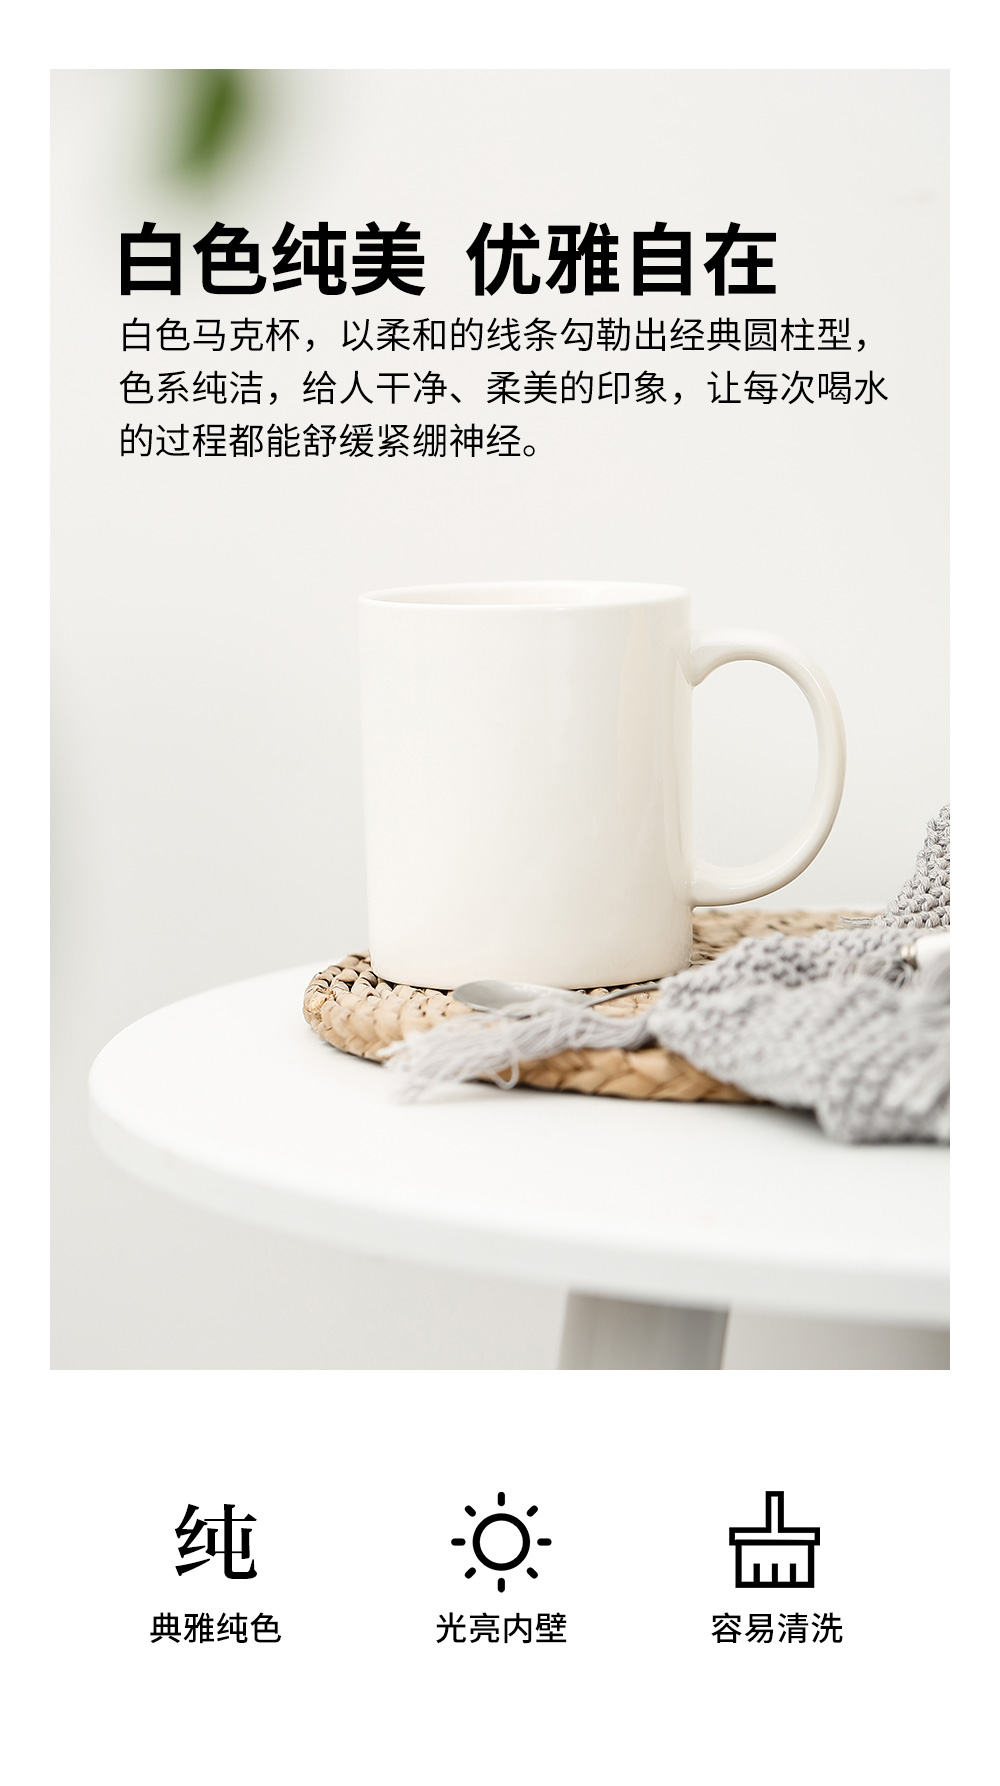 白色纯美 优雅自在
白色马克杯，以柔和的线条勾勒出经典圆柱型，
色系纯洁，给人干净、柔美的印象，让每次喝水
的过程都能舒缓紧绷神经。
纯
典雅纯色
光亮内壁
容易清洗